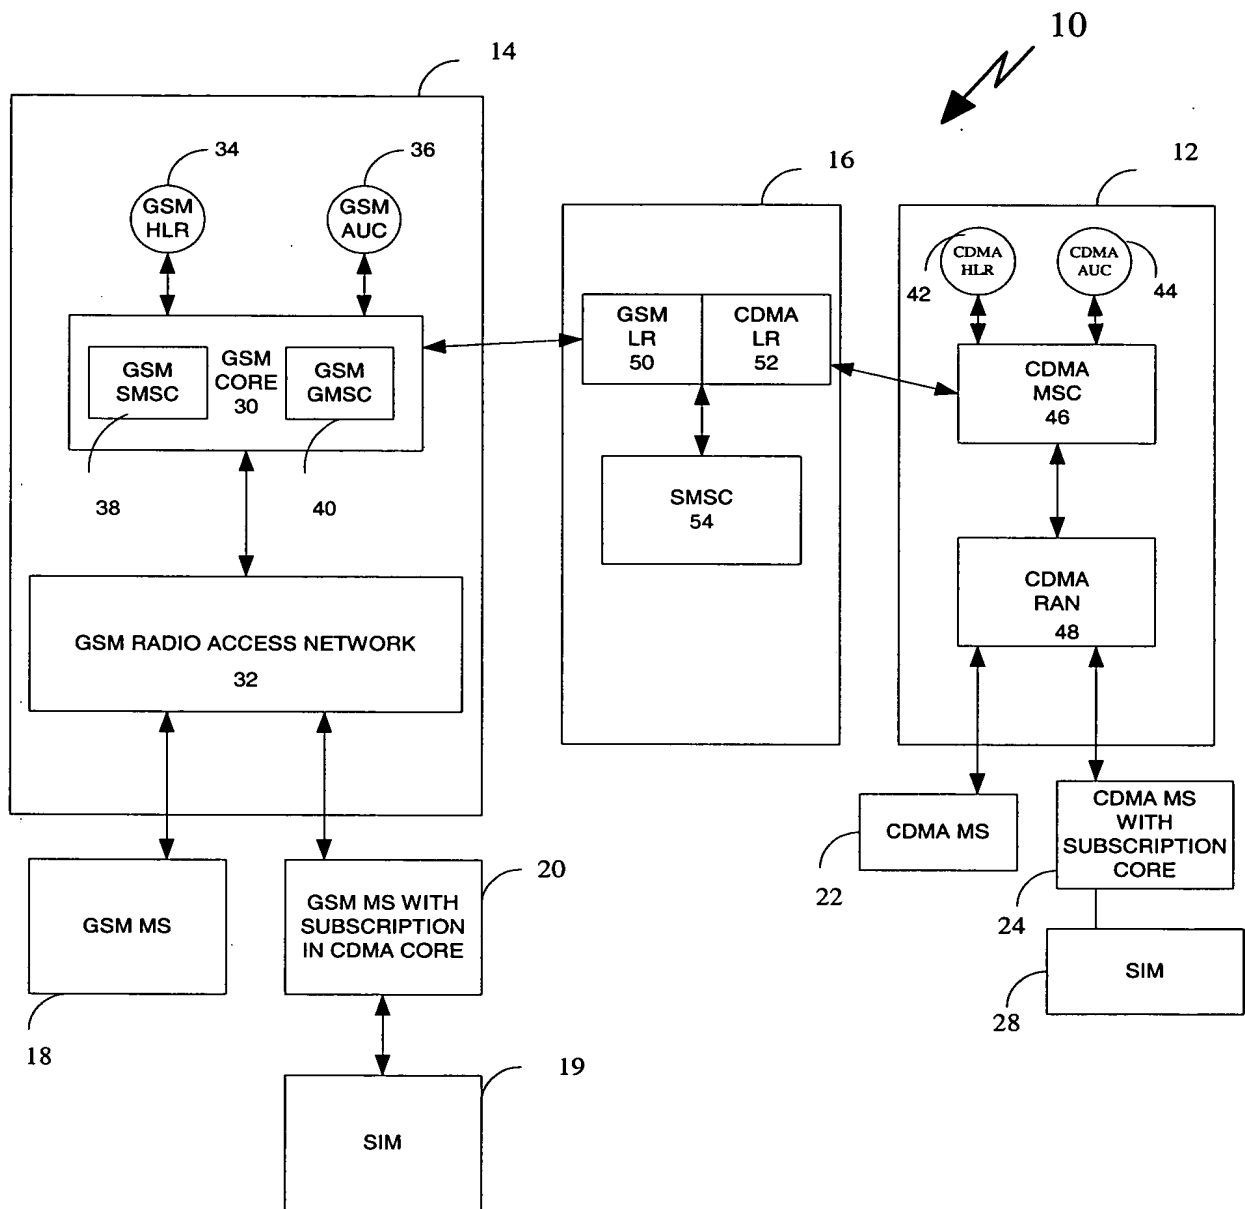 10
14
16
12
34
36
GSM
HLR
GSM
AUC
CDMA
HLR
CDMA
AUC
42
44
GSM
SMSC
GSM
CORE
30
GSM
GMSC
38
40
GSM
LR
50
CDMA
LR
52
CDMA
MSC
46
SMSC
54
CDMA
RAN
48
GSM RADIO ACCESS NETWORK
32
GSM MS
18
GSM MS WITH
SUBSCRIPTION
IN CDMA CORE
20
CDMA MS
22
CDMA MS
WITH
SUBSCRIPTION
CORE
24
SIM
28
SIM
19